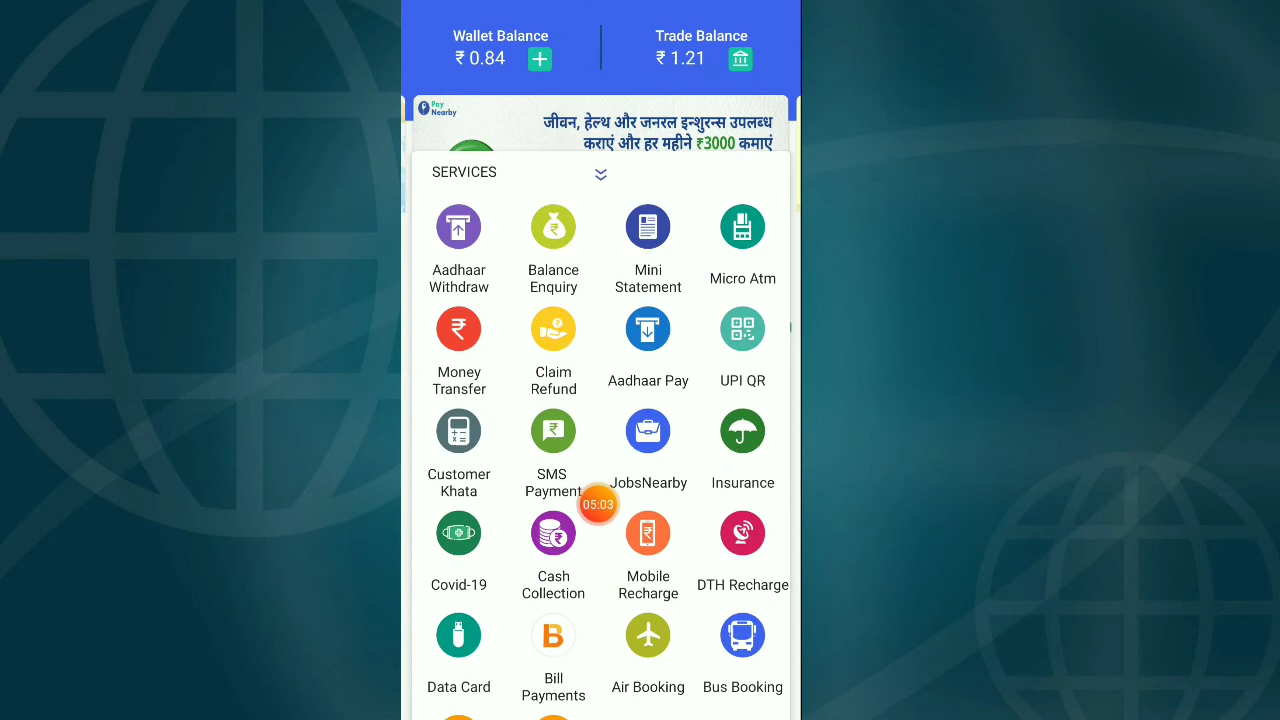 Wallet Balance
₹ 0.84
Trade Balance
₹ 1.21
Pay
Nearby
जीवन, हेल्थ और जनरल इन्शुरन्स उपलब्ध
कराएं और हर महीने ₹3000 कमाएं
SERVICES
Aadhaar
Withdraw
Balance
Enquiry
Mini
Statement
Micro Atm
Money
Transfer
Claim
Refund
Aadhaar Pay
UPI QR
Customer
Khata
SMS
Payment
JobsNearby
Insurance
05:03
Covid-19
Cash
Collection
Mobile
Recharge
DTH Recharge
Data Card
Bill
Payments
Air Booking
Bus Booking